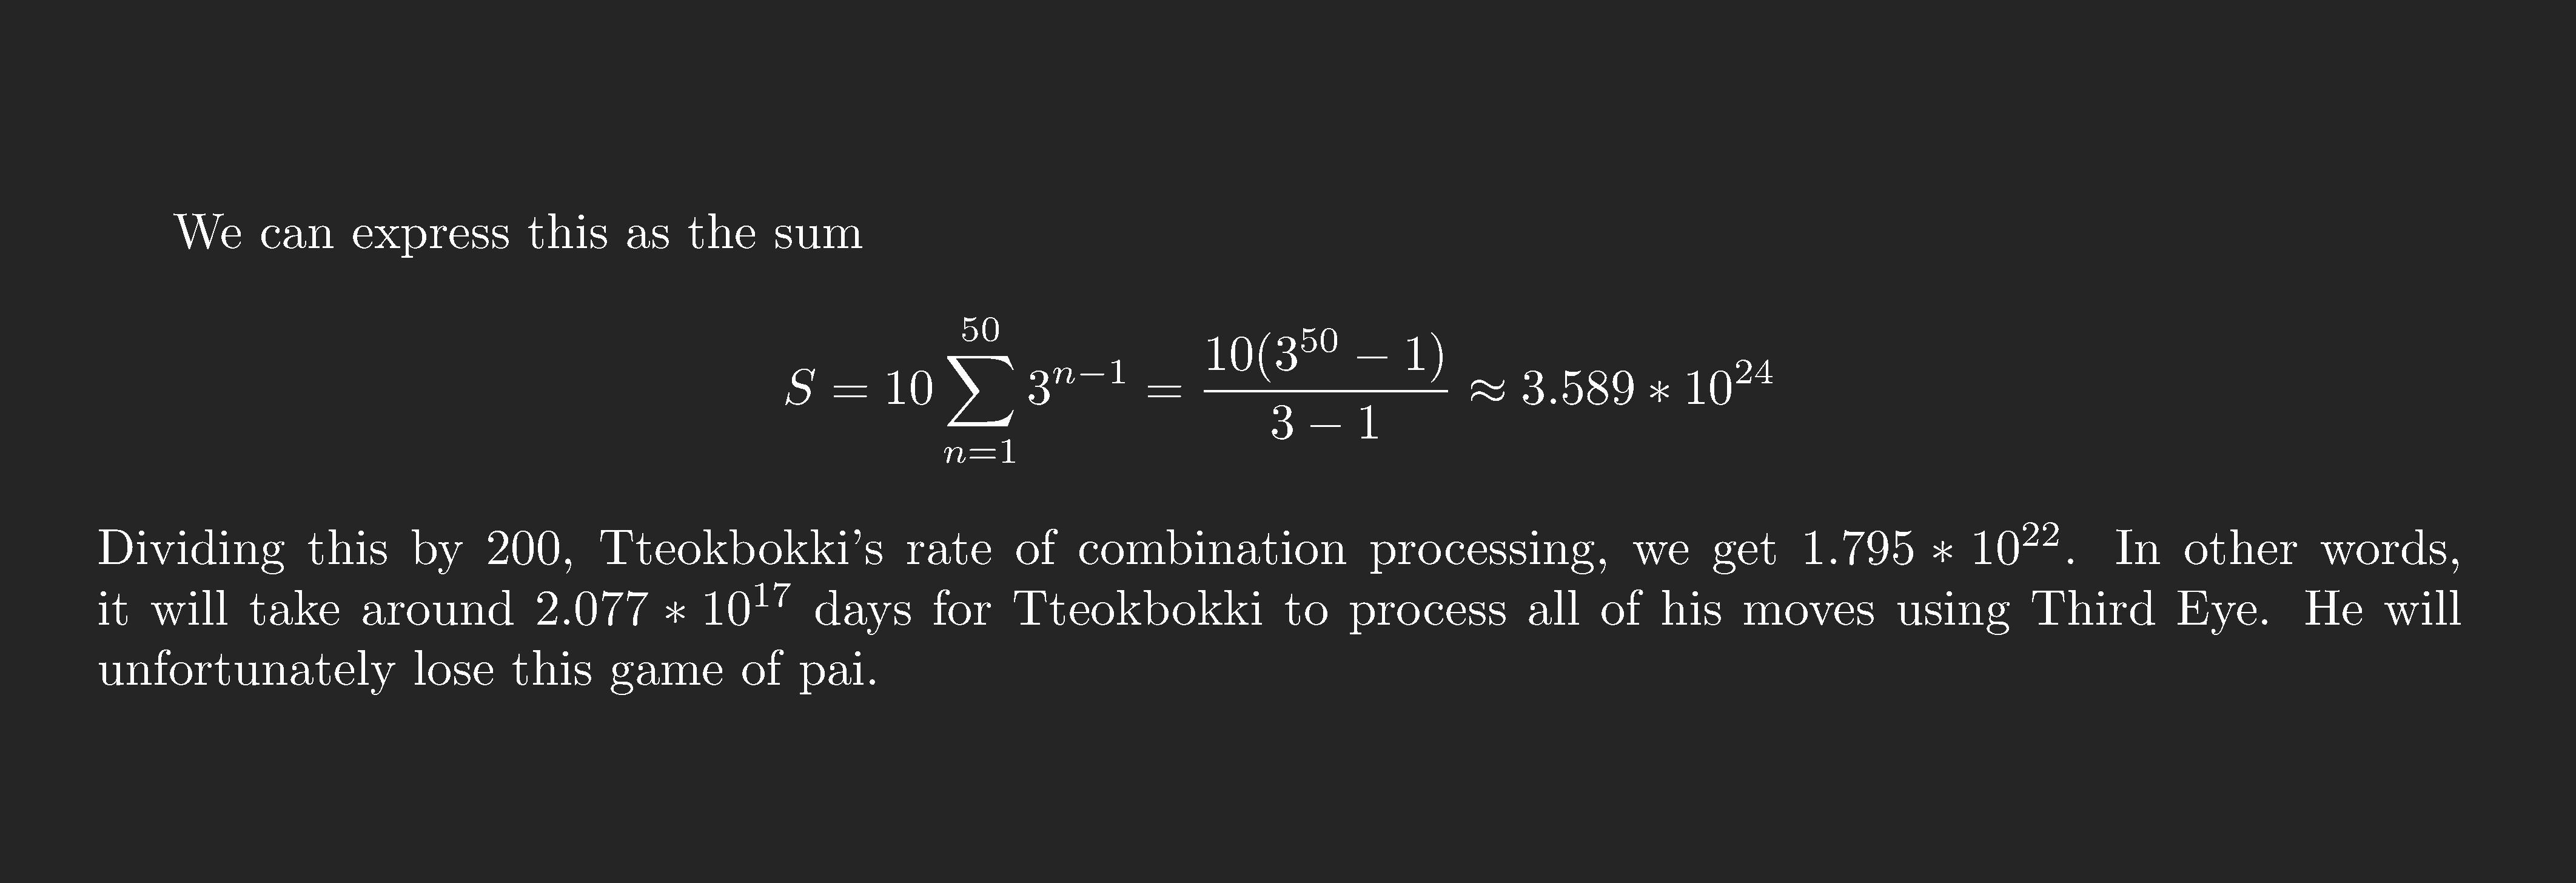 We can express this as the sum
S = 10 \sum_{n=1}^{50} 3^{n-1} = \frac{10(3^{50} - 1)}{3 - 1} ≈ 3.589 * 10^{24}
Dividing this by 200, Tteokbokki's rate of combination processing, we get 1.795 * 10^{22}. In other words,
it will take around 2.077 * 10^{17} days for Tteokbokki to process all of his moves using Third Eye. He will
unfortunately lose this game of pai.